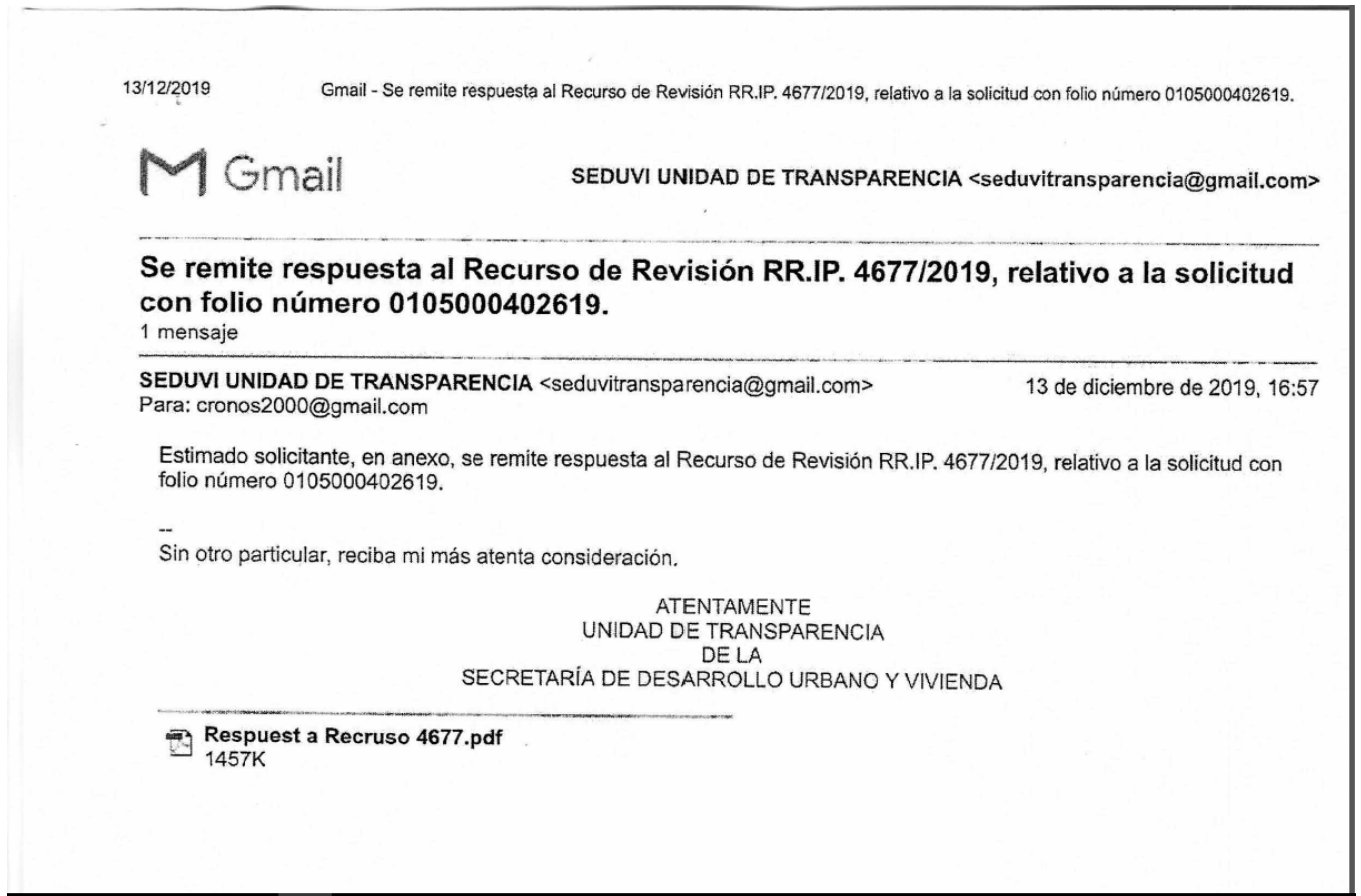 13/12/2019 Gmail - Se remite respuesta al Recurso de Revisión RR.IP. 4677/2019, relativo a la solicitud con folio número 0105000402619.
Gmail SEDUVI UNIDAD DE TRANSPARENCIA <seduvitransparencia@gmail.com>
Se remite respuesta al Recurso de Revisión RR.IP. 4677/2019, relativo a la solicitud
con folio número 0105000402619.
1 mensaje
SEDUVI UNIDAD DE TRANSPARENCIA <seduvitransparencia@gmail.com> 13 de diciembre de 2019, 16:57
Para: cronos2000@gmail.com
Estimado solicitante, en anexo, se remite respuesta al Recurso de Revisión RR.IP. 4677/2019, relativo a la solicitud con
folio número 0105000402619.
--
Sin otro particular, reciba mi más atenta consideración.
ATENTAMENTE
UNIDAD DE TRANSPARENCIA
DE LA
SECRETARÍA DE DESARROLLO URBANO Y VIVIENDA
Respuest a Recruso 4677.pdf
1457K